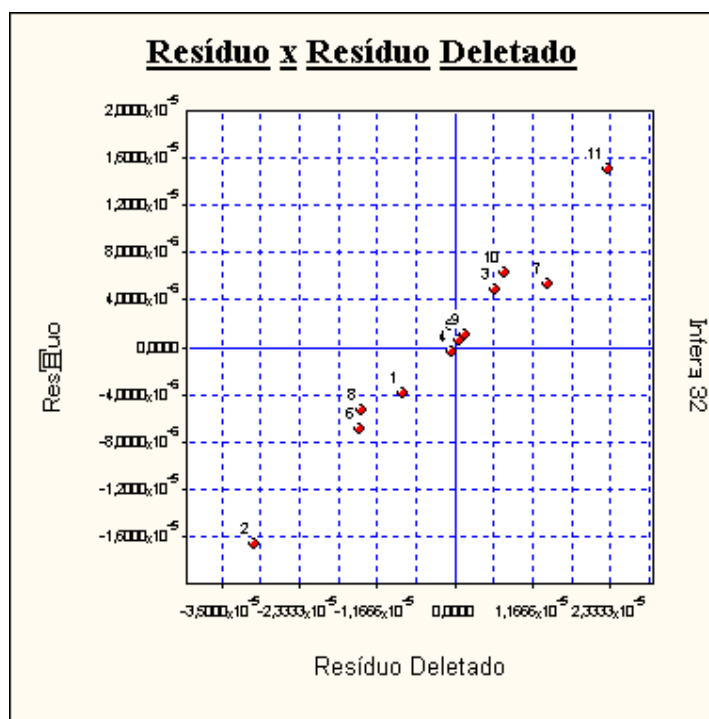 Resíduo x Resíduo Deletado
2,0000x10-5
1,6000x10-5
1,2000x10-5
8,0000x10-6
4,0000x10-6
0,0000
-4,0000x10-6
-8,0000x10-6
-1,2000x10-5
-1,6000x10-5
11
10
3
7
9
4
1
8
6
2
Infera 32
-3,5000x10-5 -2,3333x10-5 -1,1666x10-5 0,0000 1,1666x10-5 2,3333x10-5
Resíduo Deletado